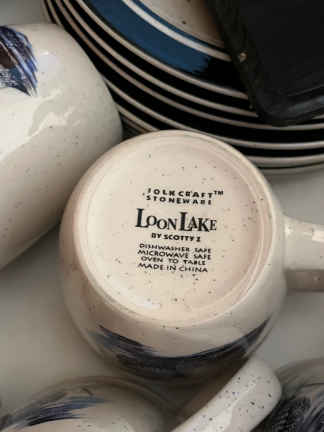 FOLKCRAFT™
STONEWARE
LOON LAKE
BY SCOTTY Z
DISHWASHER SAFE
MICROWAVE SAFE
OVEN TO TABLE
MADE IN CHINA